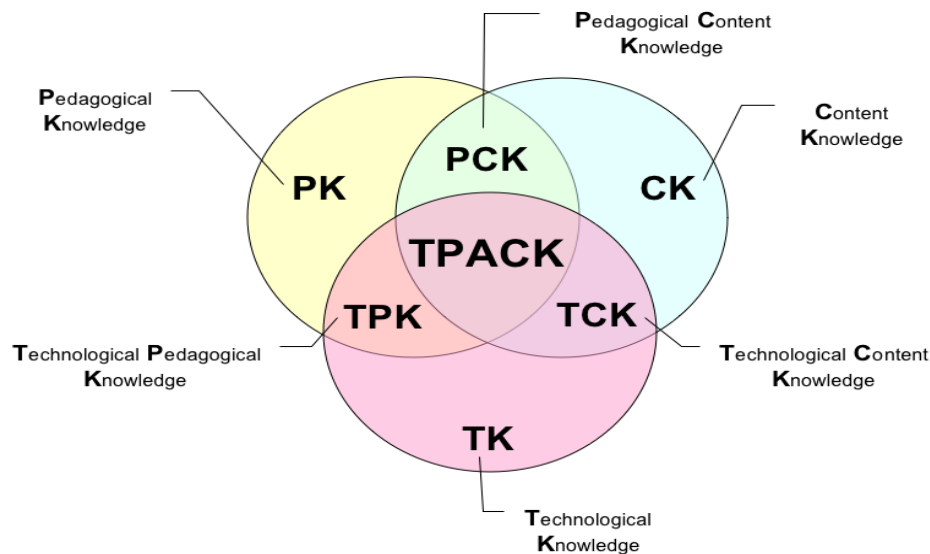 Pedagogical Content
Knowledge
Pedagogical
Knowledge
Content
Knowledge
PCK
PK
CK
TPACK
TPK
TCK
Technological Pedagogical
Knowledge
Technological Content
Knowledge
TK
Technological
Knowledge